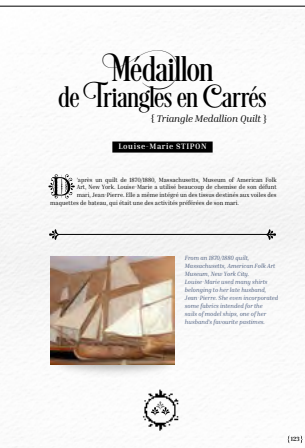 Médaillon
de Triangles en Carrés
{ Triangle Medallion Quilt }
Louise-Marie STIPON
D'après un quilt de 1870/1880, Massachusetts, Museum of American Folk
Art, New York. Louise-Marie a utilisé beaucoup de chemise de son défunt
mari, Jean-Pierre. Elle a même intégré un des tissus destinés aux voiles des
maquettes de bateau, qui était une des activités préférées de son mari.
From an 1870/1880 quilt,
Massachusetts, American Folk Art
Museum, New York City.
Louise-Marie used many shirts
belonging to her late husband,
Jean-Pierre. She even incorporated
some fabrics intended for the
sails of model ships, one of her
husband's favourite pastimes.
{123}